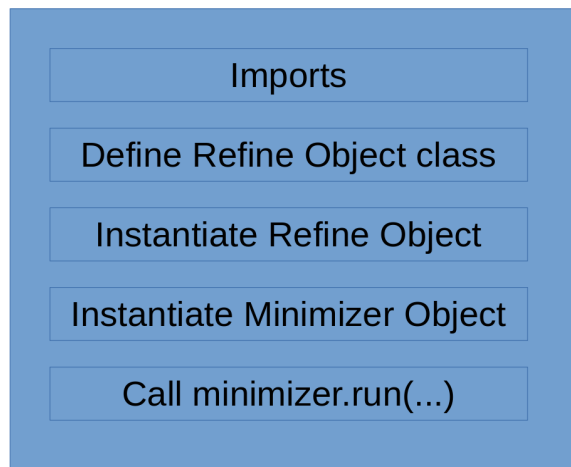 Imports
Define Refine Object class
Instantiate Refine Object
Instantiate Minimizer Object
Call minimizer.run(...)